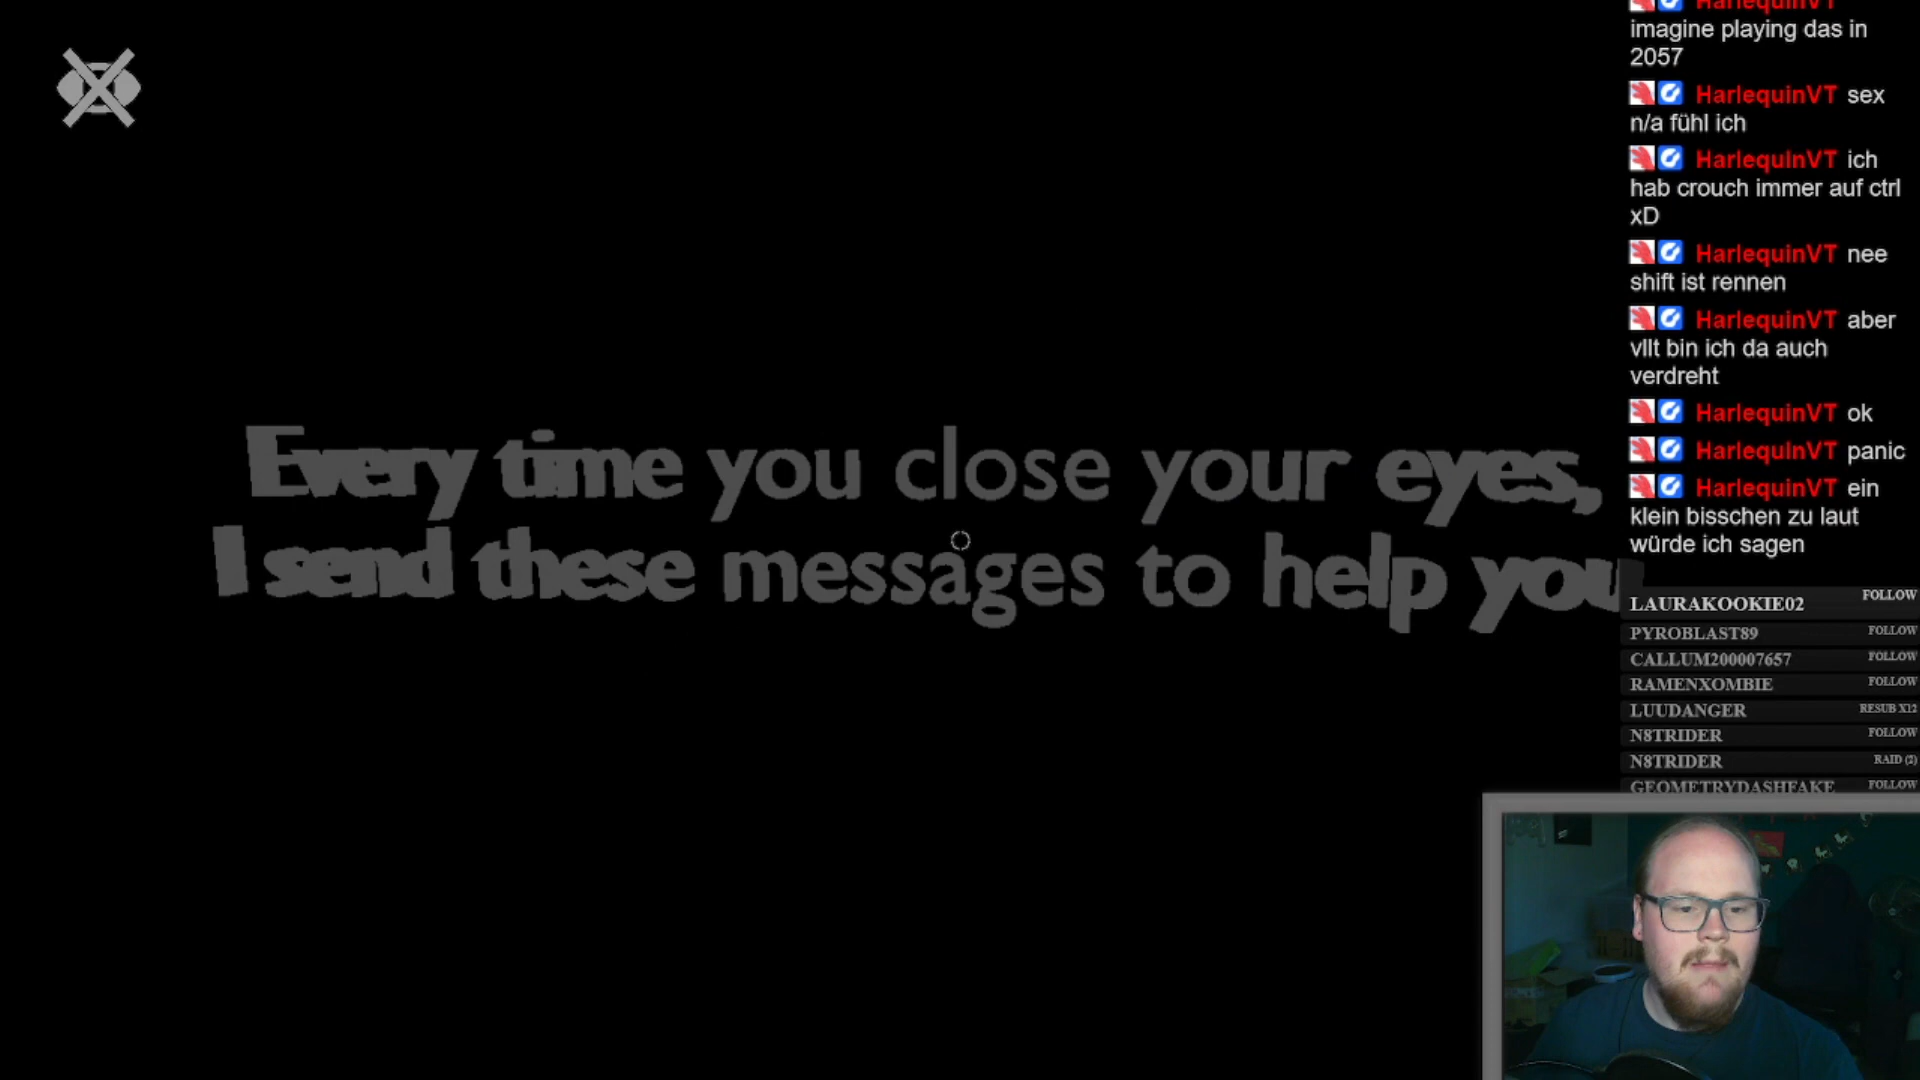 Every time you close your eyes,
I send these messages to help you
HarlequinVT
imagine playing das in
2057
HarlequinVT sex
n/a fühl ich
HarlequinVT ich
hab crouch immer auf ctrl
xD
HarlequinVT nee
shift ist rennen
HarlequinVT aber
vllt bin ich da auch
verdreht
HarlequinVT ok
HarlequinVT panic
HarlequinVT ein
klein bisschen zu laut
würde ich sagen
LAURAKOOKIE02 FOLLOW
PYROBLAST89 FOLLOW
CALLUM200007657 FOLLOW
RAMENXOMBIE FOLLOW
LUUDANGER RESUB X12
N8TRIDER FOLLOW
N8TRIDER RAID (2)
GEOMETRYDASHFAKE FOLLOW